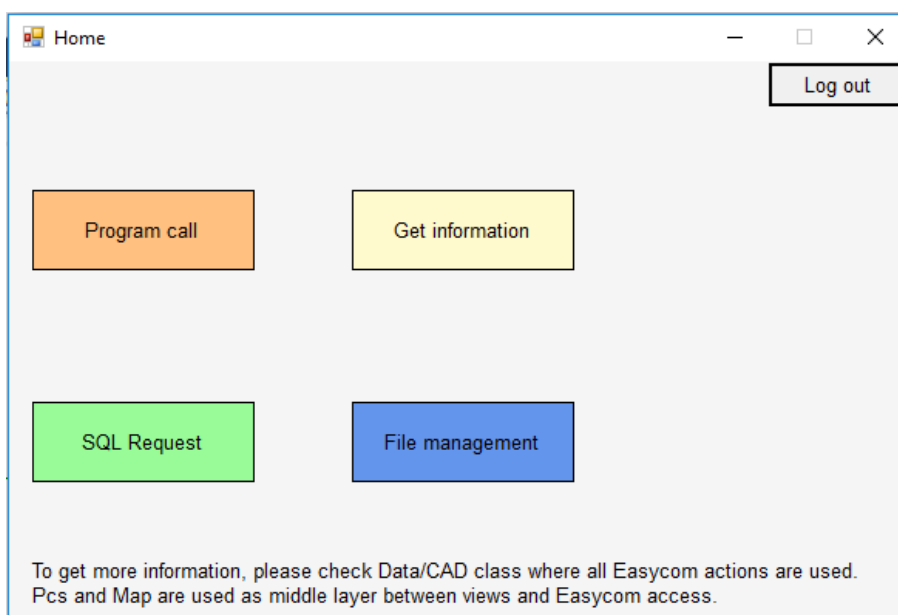 Home
Log out
Program call
Get information
SQL Request
File management
To get more information, please check Data/CAD class where all Easycom actions are used.
Pcs and Map are used as middle layer between views and Easycom access.